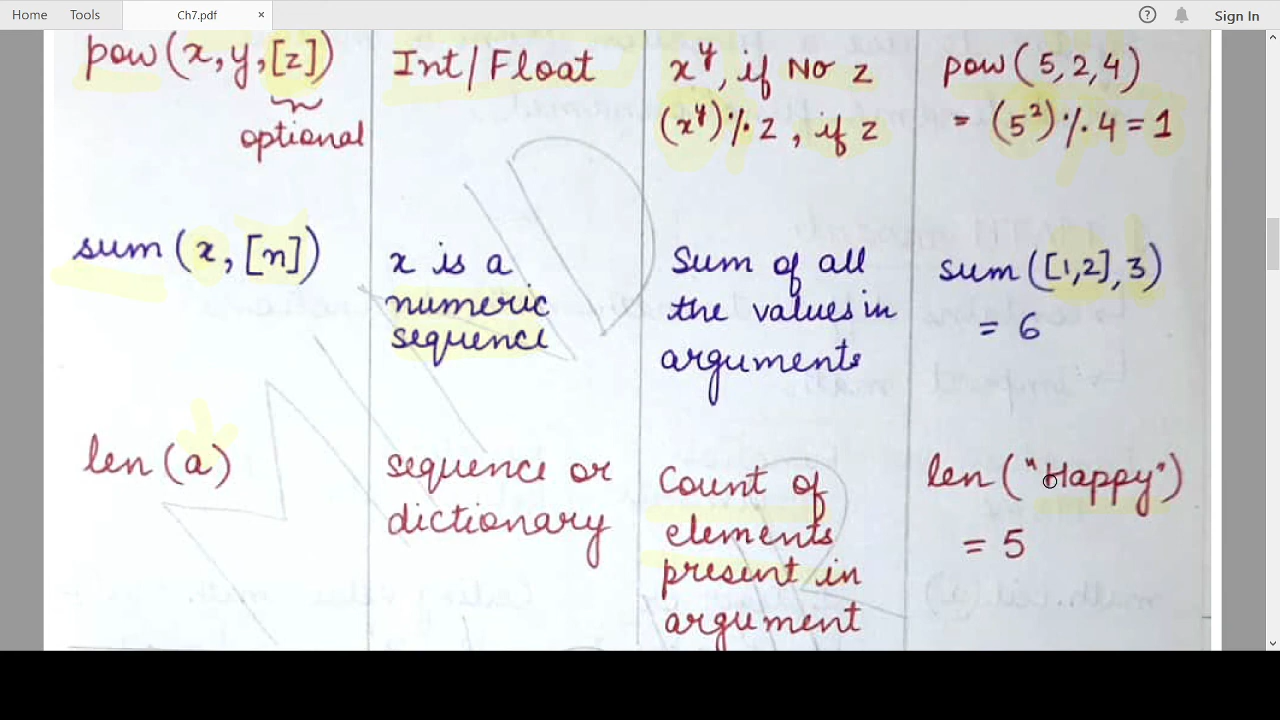 Home Tools Ch7.pdf × Sign In
pow(x,y,[z])
optional
Int/Float
x^y, if No z
(x^y)%z, if z
pow(5,2,4)
= (5²)%4=1
sum(x,[n])
x is a
numeric
sequence
Sum of all
the values in
arguments
sum([1,2],3)
= 6
len(a)
sequence or
dictionary
Count of
elements
present in
argument
len("Happy")
= 5